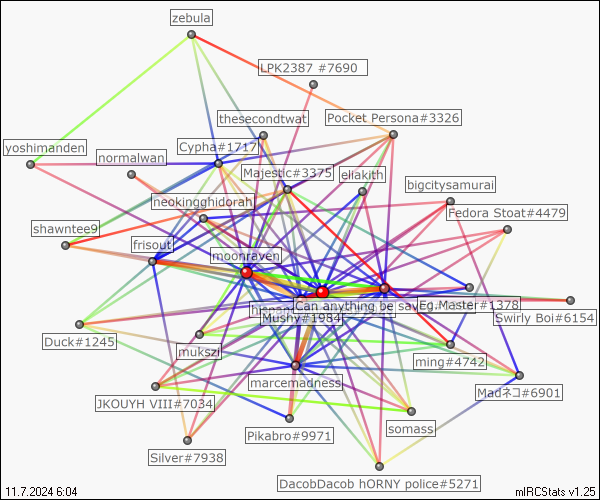 zebula
LPK2387 #7690
thesecondtwat
Pocket Persona#3326
yoshimanden
normalwan
Cypha#1717
Majestic#3375
eliakith
bigcitysamurai
neokingghidorah
Fedora Stoat#4479
shawntee9
frisout
moonraven
Can anything be save
Eg.Master#1378
Mushy#1984
Swirly Boi#6154
Duck#1245
mukszi
ming#4742
marcemadness
Madネコ#6901
JKOUYH VIII#7034
somass
Pikabro#9971
Silver#7938
DacobDacob hORNY police#5271
11.7.2024 6:04
mIRCStats v1.25